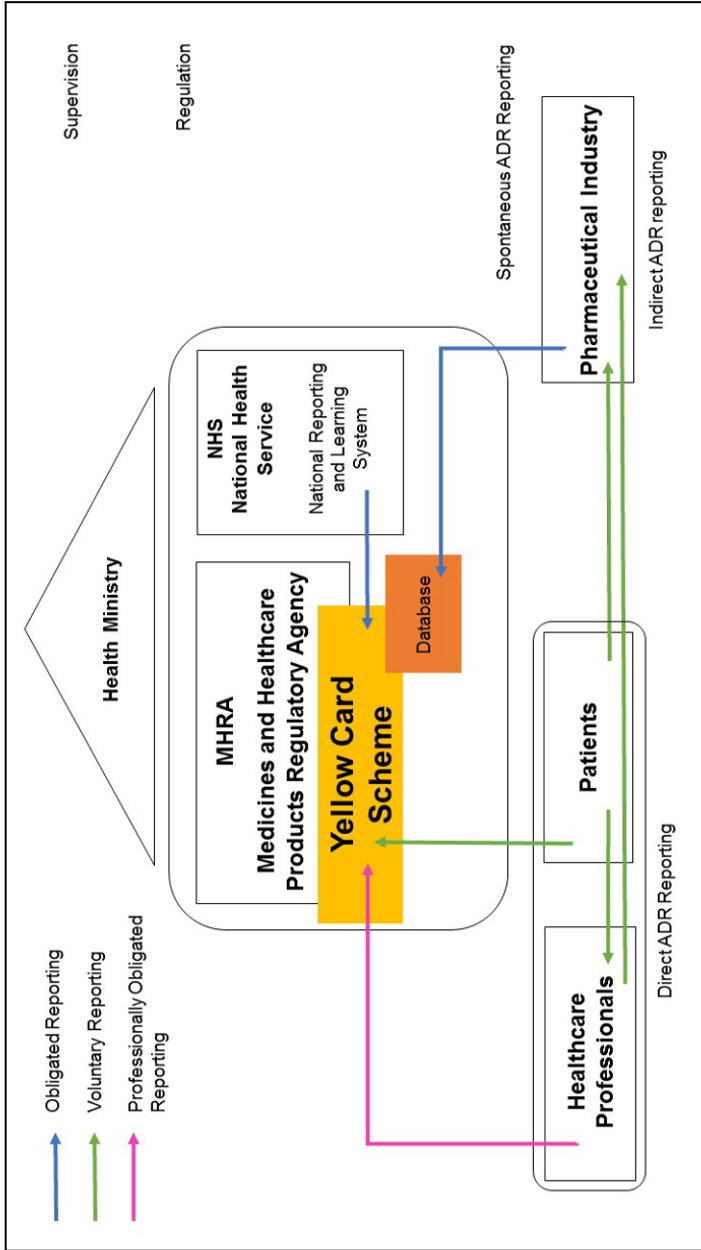 Obligated Reporting
Voluntary Reporting
Professionally Obligated
Reporting
Health Ministry
Supervision
Regulation
MHRA
Medicines and Healthcare
Products Regulatory Agency
NHS
National Health
Service
National Reporting
and Learning
System
Yellow Card
Scheme
Database
Spontaneous ADR Reporting
Healthcare
Professionals
Patients
Pharmaceutical Industry
Direct ADR Reporting
Indirect ADR reporting